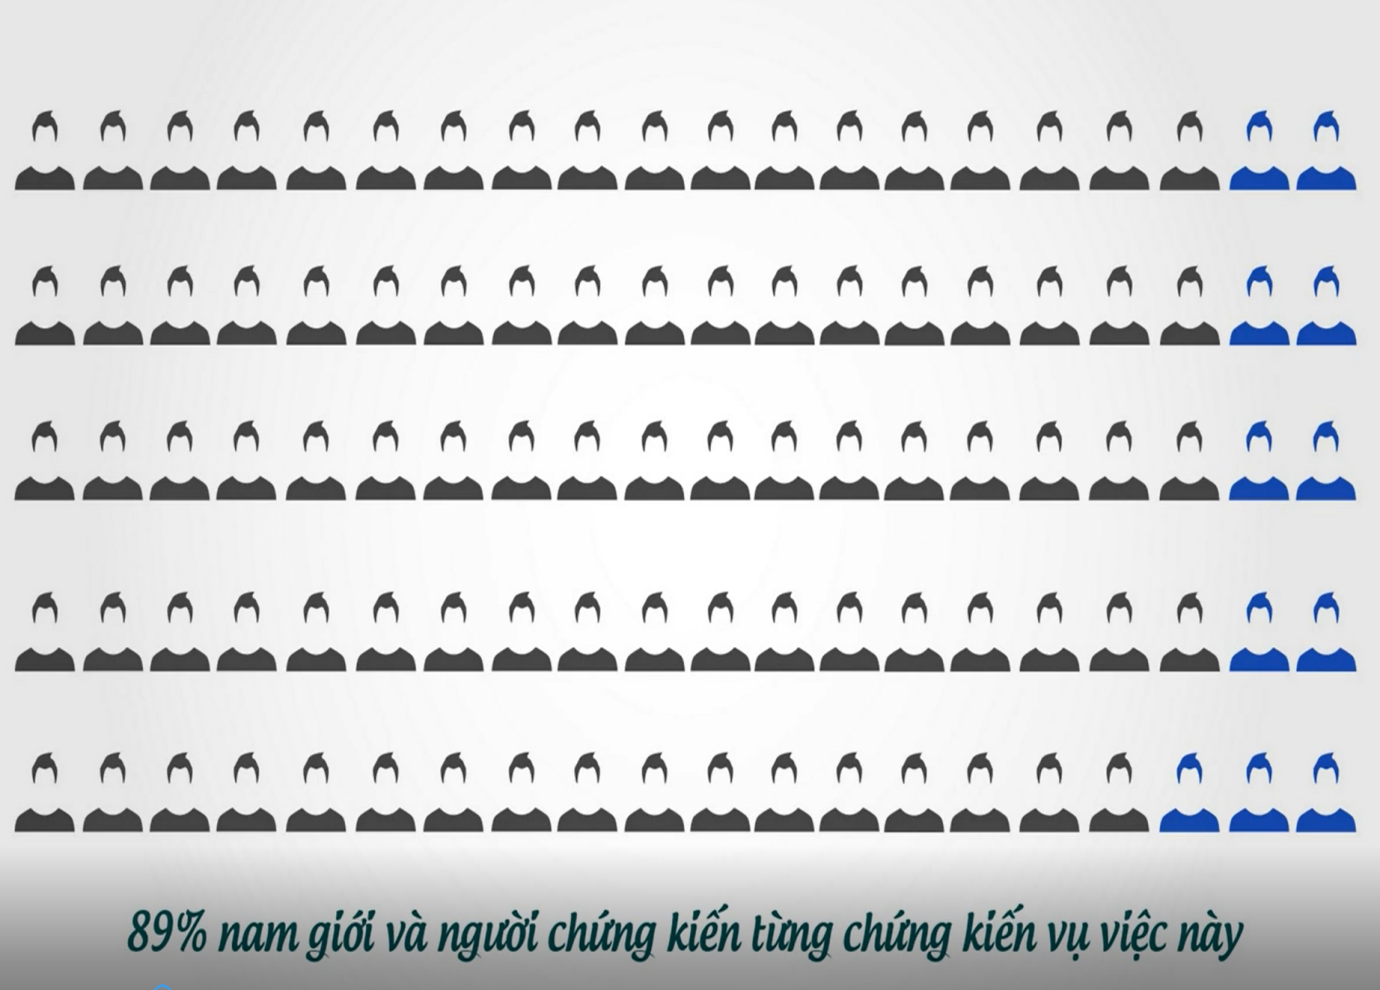 89% nam giới và người chứng kiến từng chứng kiến vụ việc này